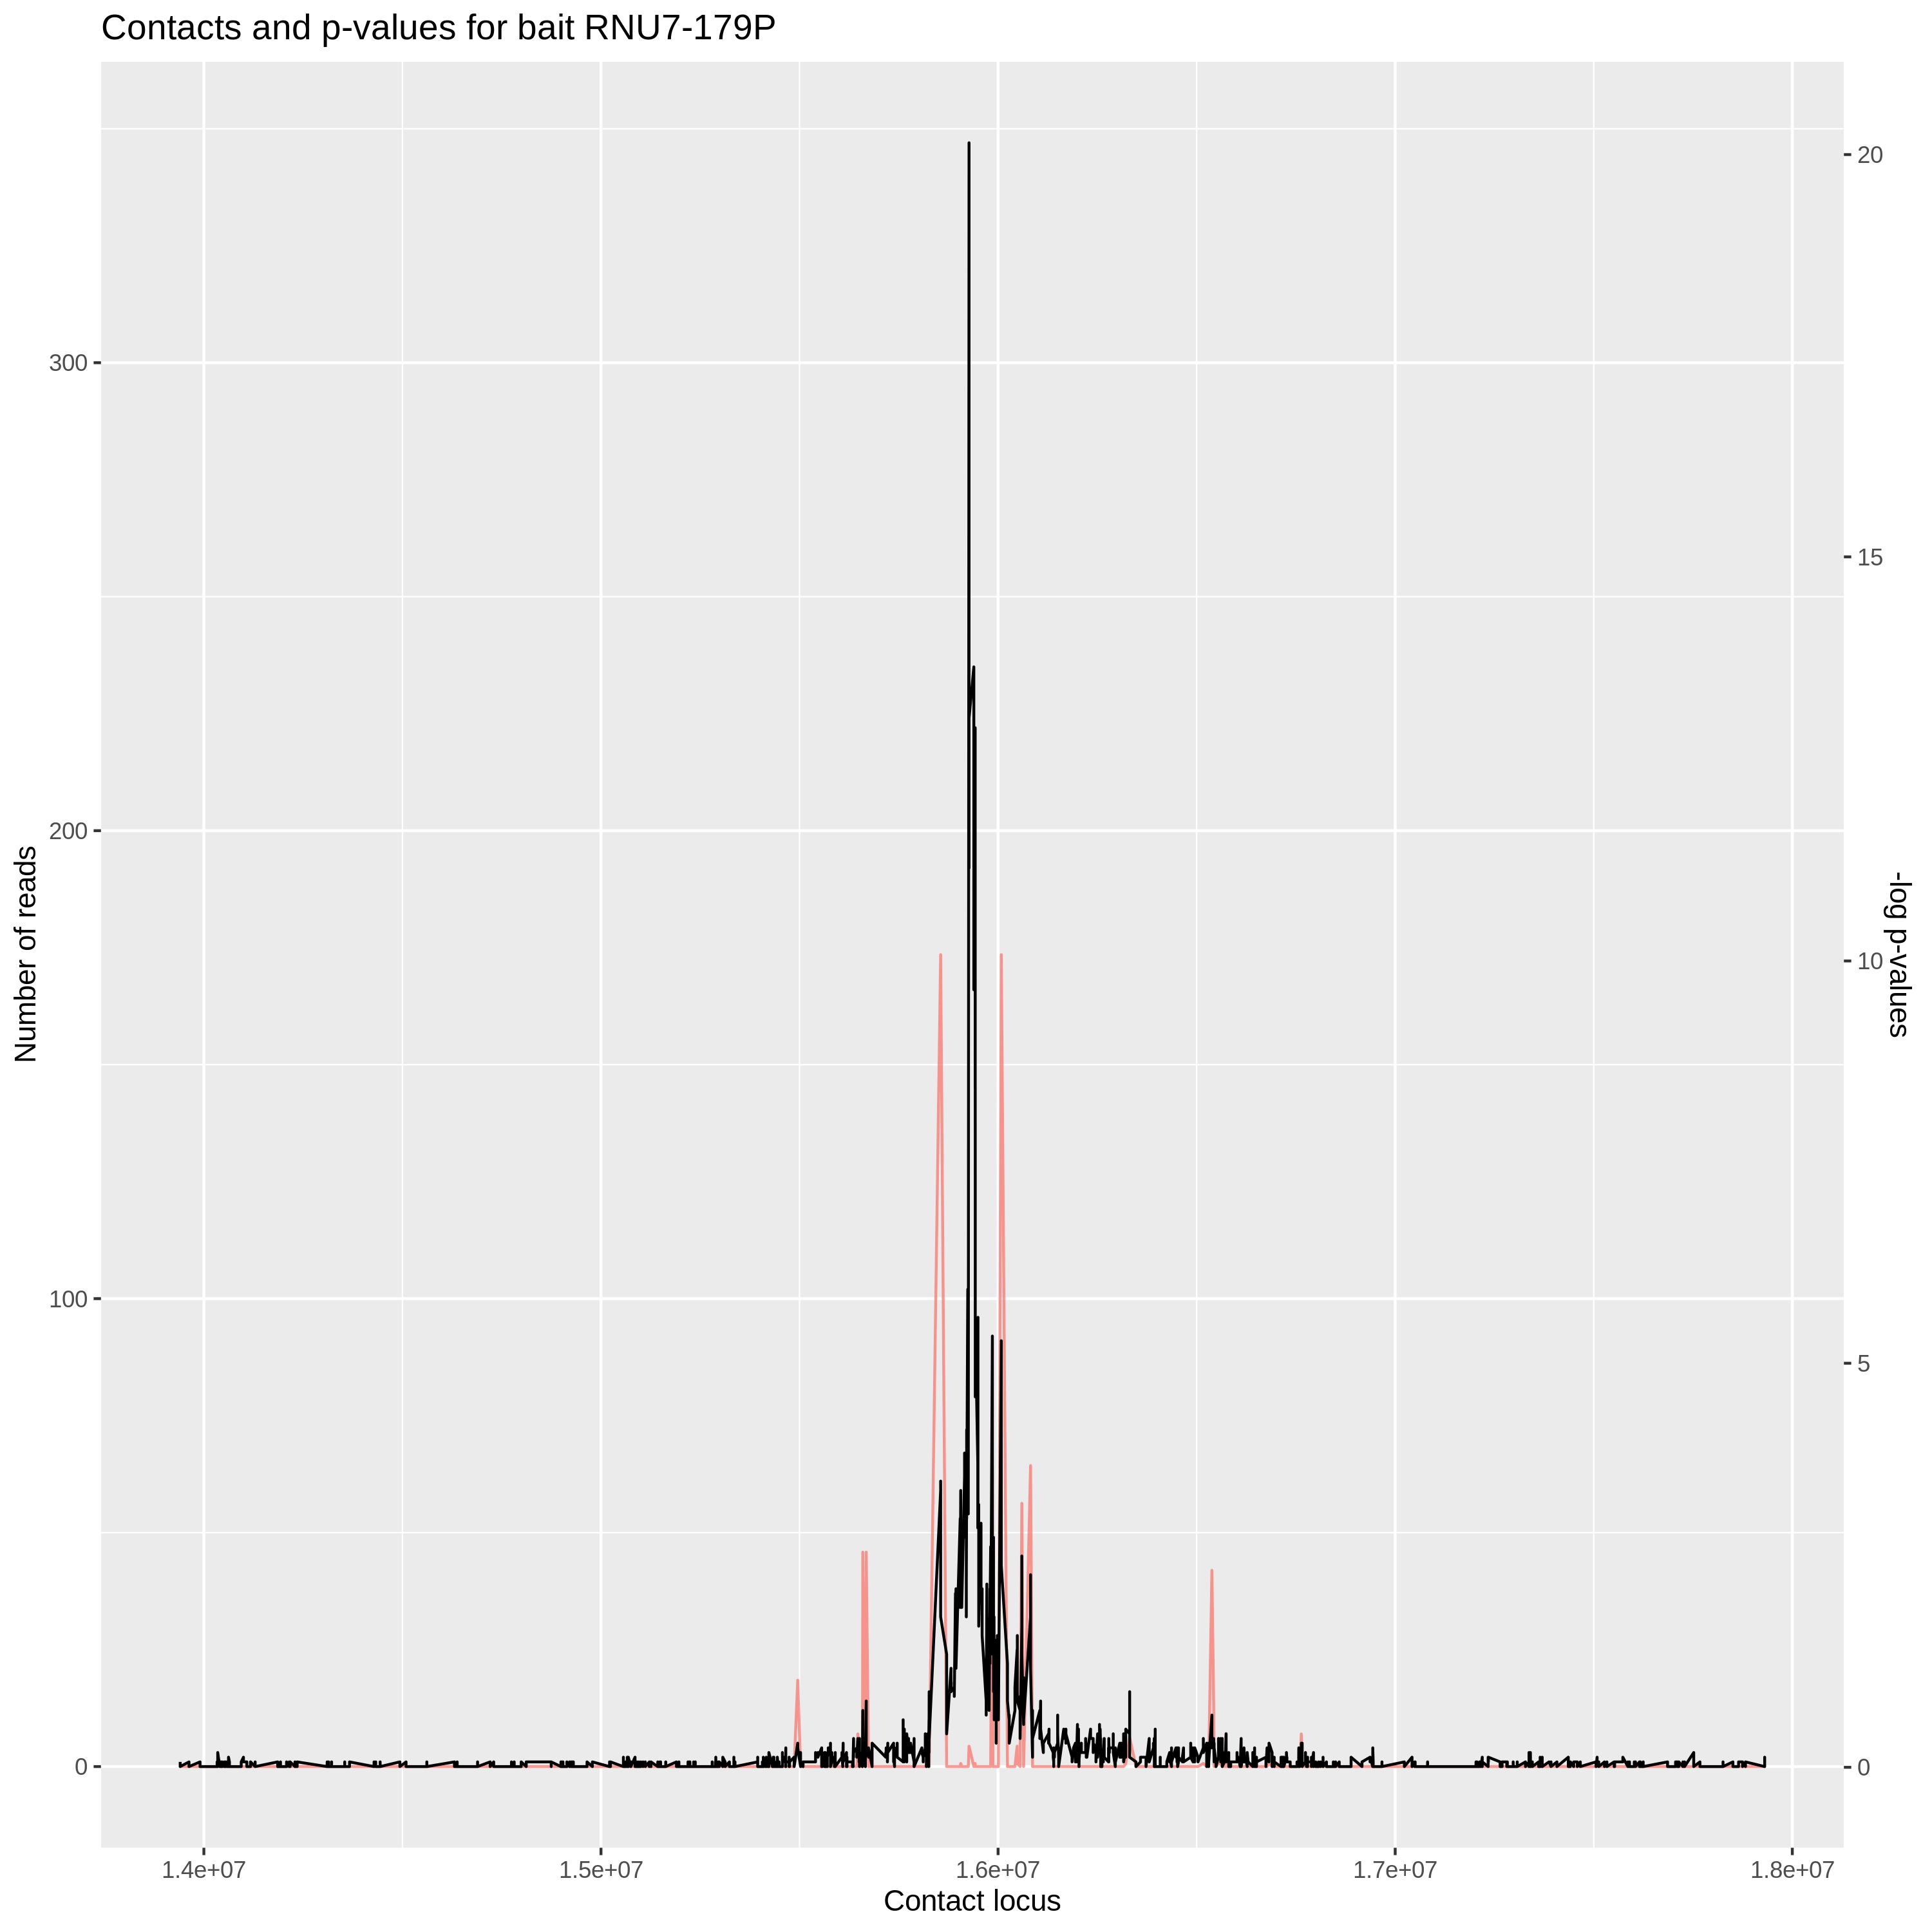 Contacts and p-values for bait RNU7-179P
Number of reads
300
200
100
0
20
15
10
5
0
-log p-values
1.4e+07 1.5e+07 1.6e+07 1.7e+07 1.8e+07
Contact locus